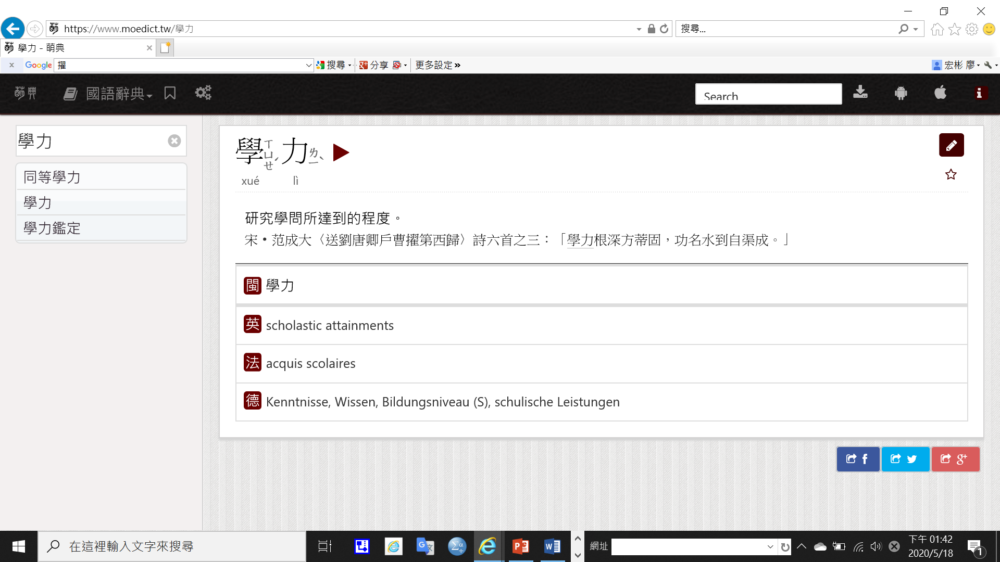 https://www.moedict.tw/學力
搜尋...
學力 - 萌典
x Google 擢 搜尋 分享 更多設定 » 宏彬 廖
萌典 國語辭典 Search
學力
同等學力
學力
學力鑑定
學ㄒㄩㄝˊ力ㄌㄧˋ
xué lì
研究學問所達到的程度。
宋‧范成大〈送劉唐卿戶曹擢第西歸〉詩六首之三：「學力根深方蒂固，功名水到自渠成。」
閩 學力
英 scholastic attainments
法 acquis scolaires
德 Kenntnisse, Wissen, Bildungsniveau (S), schulische Leistungen
在這裡輸入文字來搜尋
網址
下午 01:42
2020/5/18
1